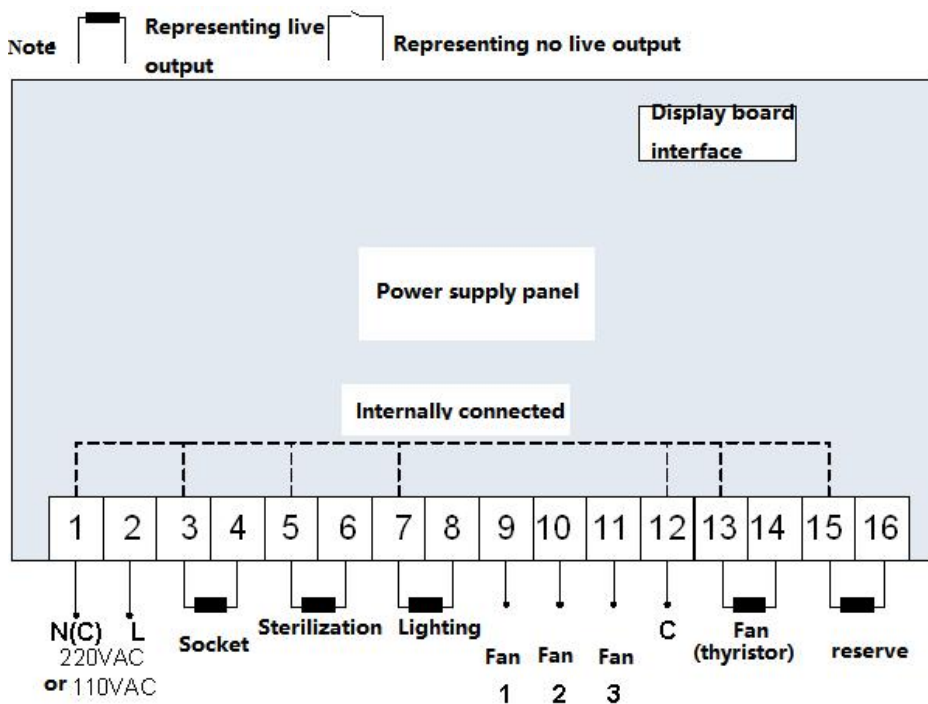 Note
Representing live
output
Representing no live output
Display board
interface
Power supply panel
Internally connected
1 2 3 4 5 6 7 8 9 10 11 12 13 14 15 16
N(C) L
220VAC
or 110VAC
Socket
Sterilization
Lighting
Fan
1
Fan
2
Fan
3
C
Fan
(thyristor)
reserve